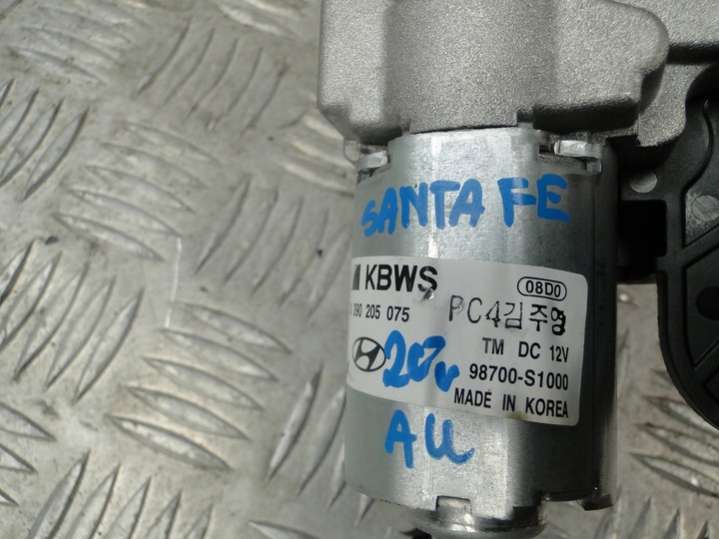 SANTA FE
KBWS
08D0
390 205 075
PC4김주영
TM DC 12V
98700-S1000
MADE IN KOREA
AU